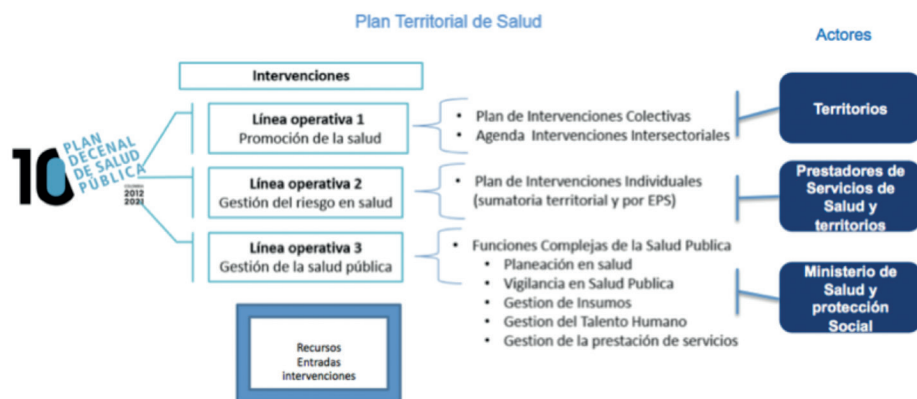 Plan Territorial de Salud
Actores
Intervenciones
10
PLAN
DECENAL
DE SALUD
PÚBLICA
COLOMBIA
2012
2021
Línea operativa 1
Promoción de la salud
Línea operativa 2
Gestión del riesgo en salud
Línea operativa 3
Gestión de la salud pública
• Plan de Intervenciones Colectivas
• Agenda Intervenciones Intersectoriales
• Plan de Intervenciones Individuales
(sumatoria territorial y por EPS)
• Funciones Complejas de la Salud Publica
• Planeación en salud
• Vigilancia en Salud Publica
• Gestion de Insumos
• Gestion del Talento Humano
• Gestion de la prestación de servicios
Territorios
Prestadores de
Servicios de
Salud y
territorios
Ministerio de
Salud y
protección
Social
Recursos
Entradas
intervenciones